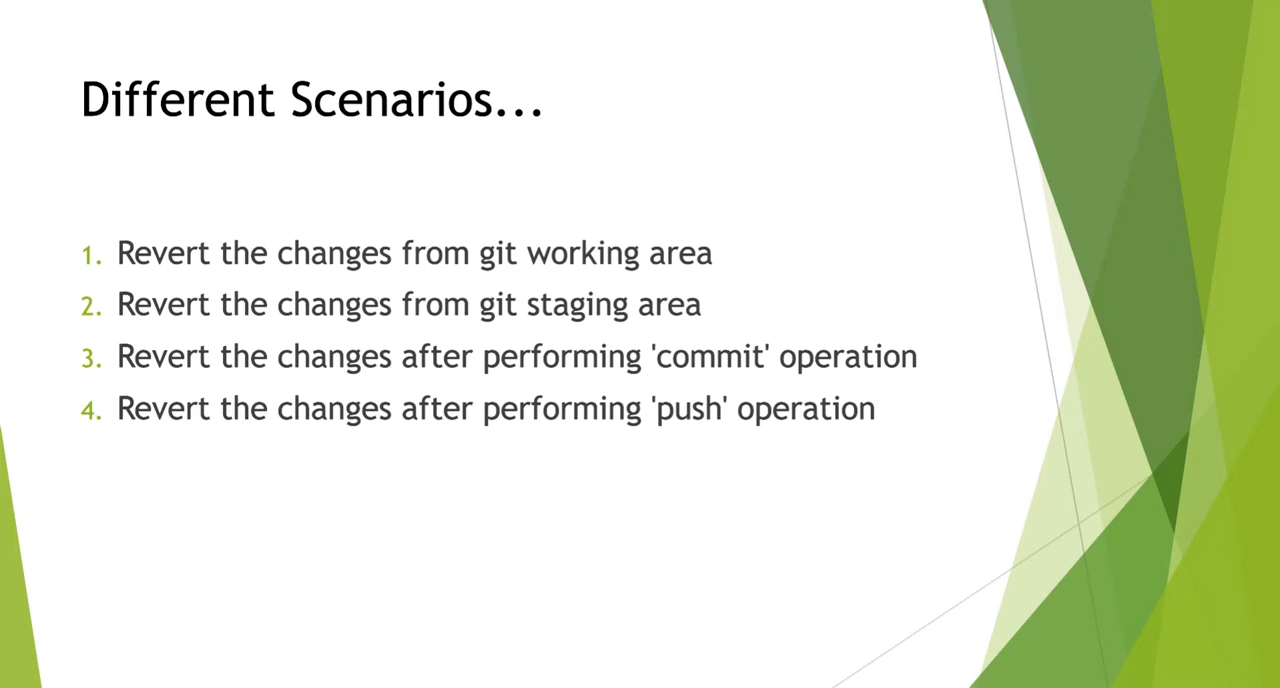 Different Scenarios...
1. Revert the changes from git working area
2. Revert the changes from git staging area
3. Revert the changes after performing 'commit' operation
4. Revert the changes after performing 'push' operation